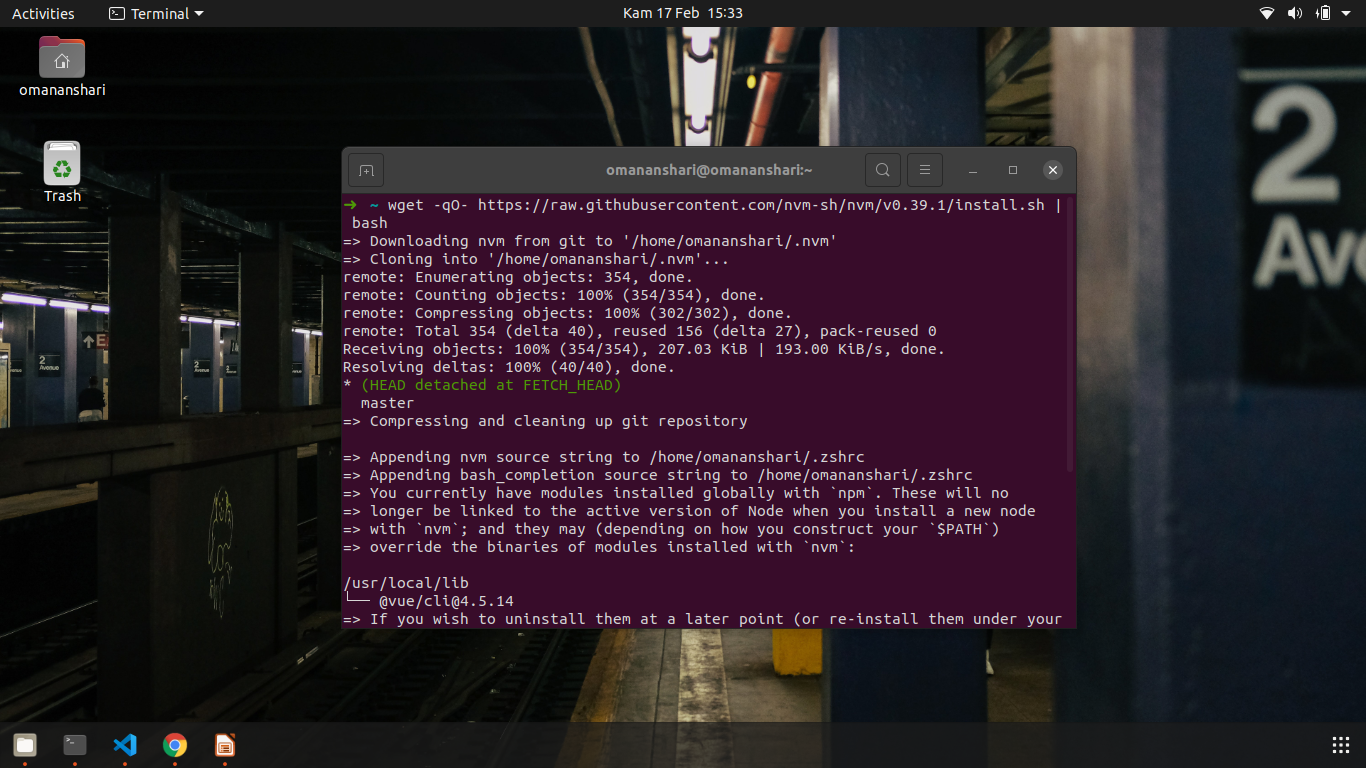 Activities
Terminal
Kam 17 Feb 15:33
omananshari
Trash
omananshari@omananshari:~
→ ~ wget -qO- https://raw.githubusercontent.com/nvm-sh/nvm/v0.39.1/install.sh |
bash
=> Downloading nvm from git to '/home/omananshari/.nvm'
=> Cloning into '/home/omananshari/.nvm'...
remote: Enumerating objects: 354, done.
remote: Counting objects: 100% (354/354), done.
remote: Compressing objects: 100% (302/302), done.
remote: Total 354 (delta 40), reused 156 (delta 27), pack-reused 0
Receiving objects: 100% (354/354), 207.03 KiB | 193.00 KiB/s, done.
Resolving deltas: 100% (40/40), done.
* (HEAD detached at FETCH_HEAD)
master
=> Compressing and cleaning up git repository
=> Appending nvm source string to /home/omananshari/.zshrc
=> Appending bash_completion source string to /home/omananshari/.zshrc
=> You currently have modules installed globally with `npm`. These will no
=> longer be linked to the active version of Node when you install a new node
=> with `nvm`; and they may (depending on how you construct your `$PATH`)
=> override the binaries of modules installed with `nvm`:
/usr/local/lib
└── @vue/cli@4.5.14
=> If you wish to uninstall them at a later point (or re-install them under your
2
Ave
2
Avenue
2
Avenue